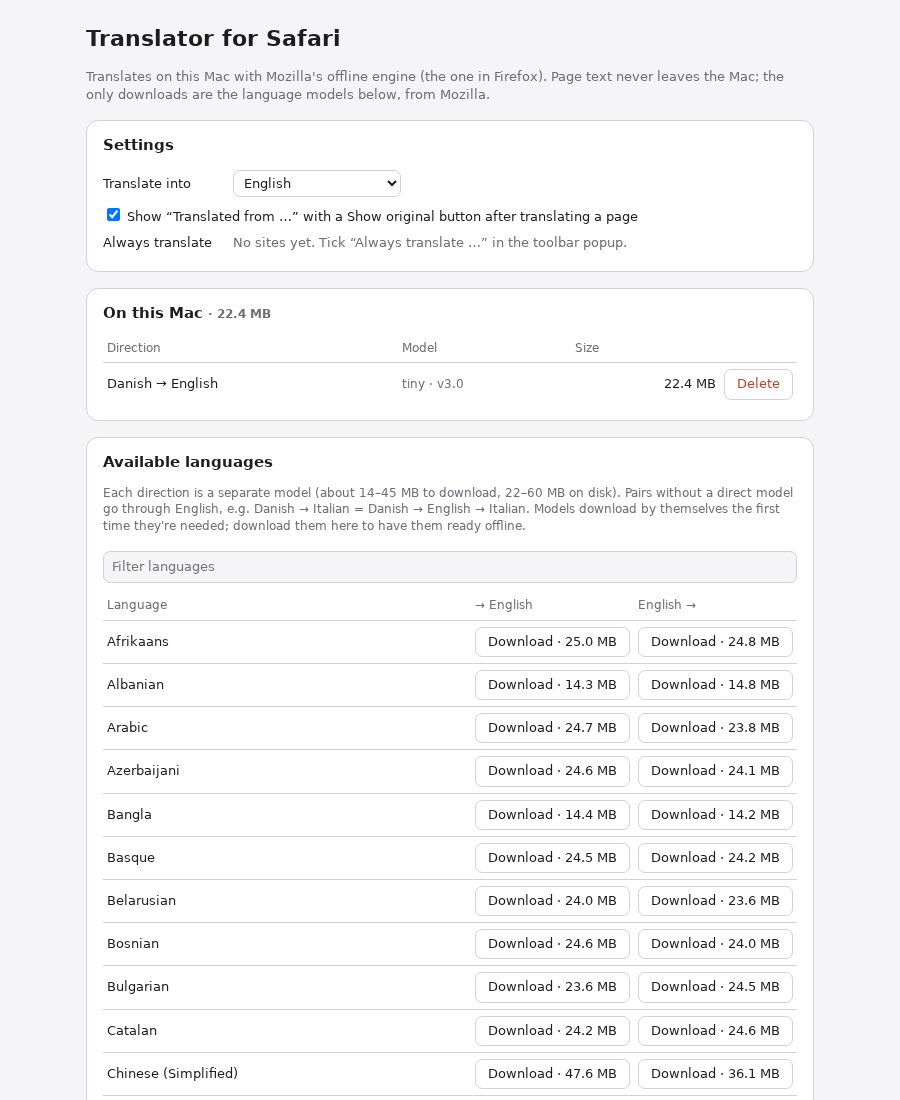 Translator for Safari
Translates on this Mac with Mozilla's offline engine (the one in Firefox). Page text never leaves the Mac; the
only downloads are the language models below, from Mozilla.
Settings
Translate into English
Show “Translated from …” with a Show original button after translating a page
Always translate No sites yet. Tick “Always translate …” in the toolbar popup.
On this Mac · 22.4 MB
Direction Model Size
Danish → English tiny · v3.0 22.4 MB Delete
Available languages
Each direction is a separate model (about 14–45 MB to download, 22–60 MB on disk). Pairs without a direct model
go through English, e.g. Danish → Italian = Danish → English → Italian. Models download by themselves the first
time they're needed; download them here to have them ready offline.
Filter languages
Language → English English →
Afrikaans Download · 25.0 MB Download · 24.8 MB
Albanian Download · 14.3 MB Download · 14.8 MB
Arabic Download · 24.7 MB Download · 23.8 MB
Azerbaijani Download · 24.6 MB Download · 24.1 MB
Bangla Download · 14.4 MB Download · 14.2 MB
Basque Download · 24.5 MB Download · 24.2 MB
Belarusian Download · 24.0 MB Download · 23.6 MB
Bosnian Download · 24.6 MB Download · 24.0 MB
Bulgarian Download · 23.6 MB Download · 24.5 MB
Catalan Download · 24.2 MB Download · 24.6 MB
Chinese (Simplified) Download · 47.6 MB Download · 36.1 MB